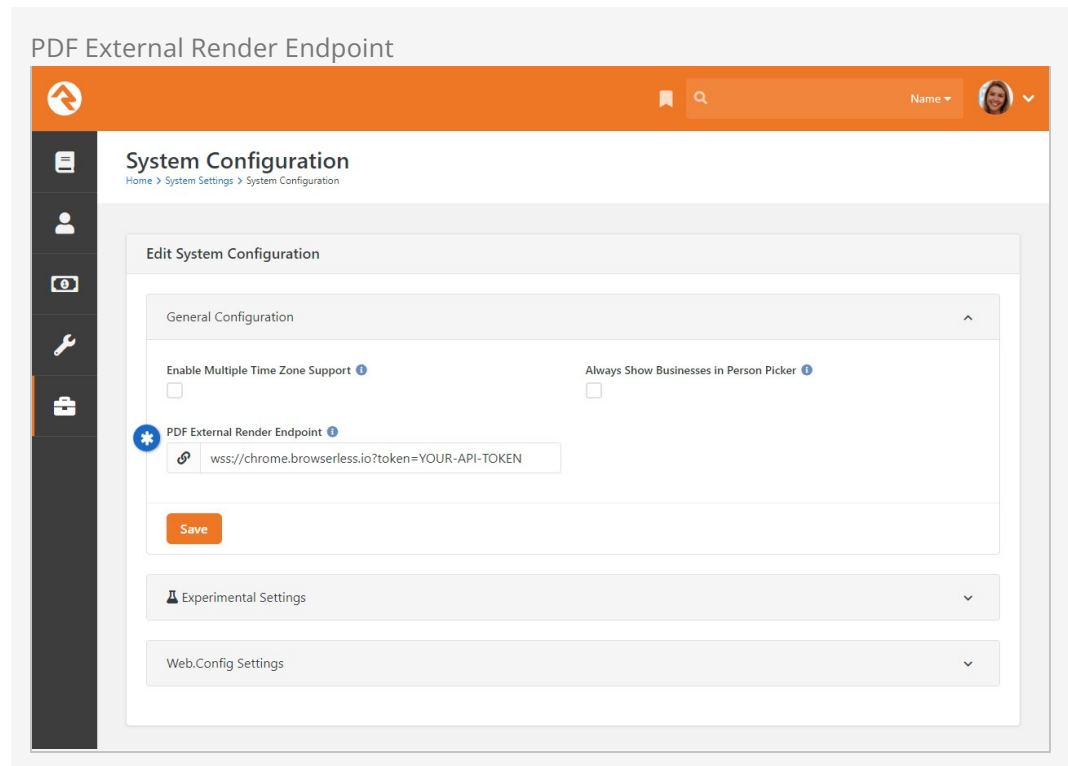 PDF External Render Endpoint
Name
System Configuration
Home > System Settings > System Configuration
Edit System Configuration
General Configuration
Enable Multiple Time Zone Support
Always Show Businesses in Person Picker
PDF External Render Endpoint
wss://chrome.browserless.io?token=YOUR-API-TOKEN
Save
Experimental Settings
Web.Config Settings